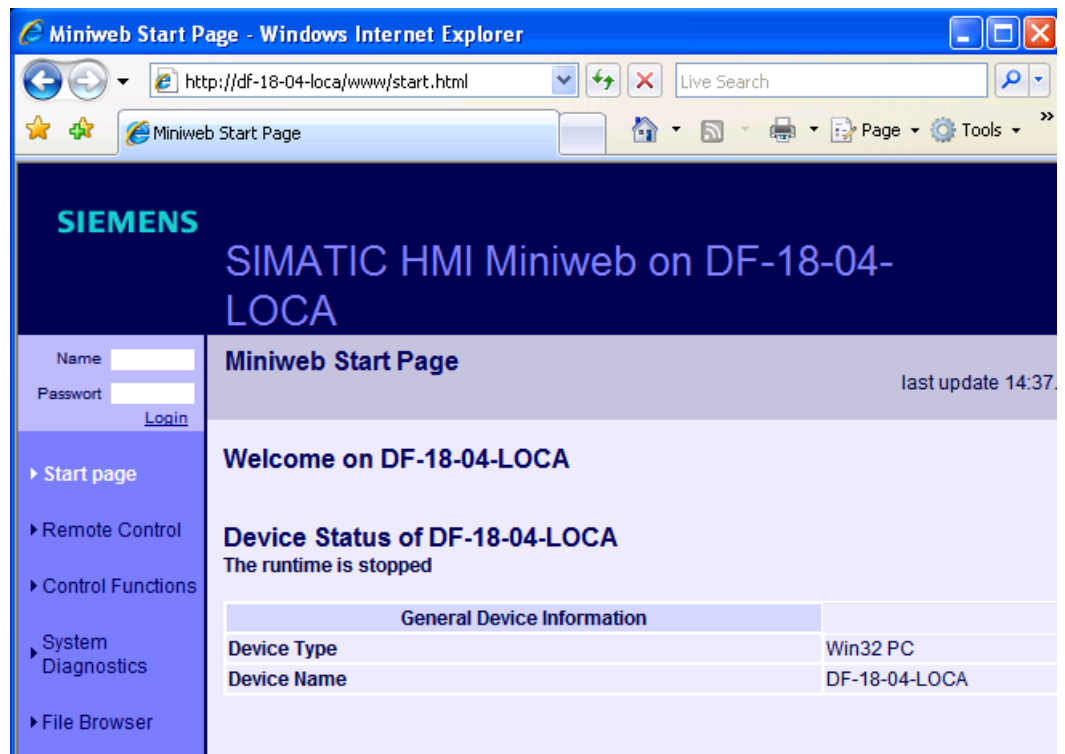 Miniweb Start Page - Windows Internet Explorer
http://df-18-04-loca/www/start.html
Live Search
Miniweb Start Page
Page
Tools
SIEMENS
SIMATIC HMI Miniweb on DF-18-04-
LOCA
Name
Passwort
Login
Miniweb Start Page
last update 14:37.
Start page
Remote Control
Control Functions
System
Diagnostics
File Browser
Welcome on DF-18-04-LOCA
Device Status of DF-18-04-LOCA
The runtime is stopped
General Device Information
Device Type Win32 PC
Device Name DF-18-04-LOCA